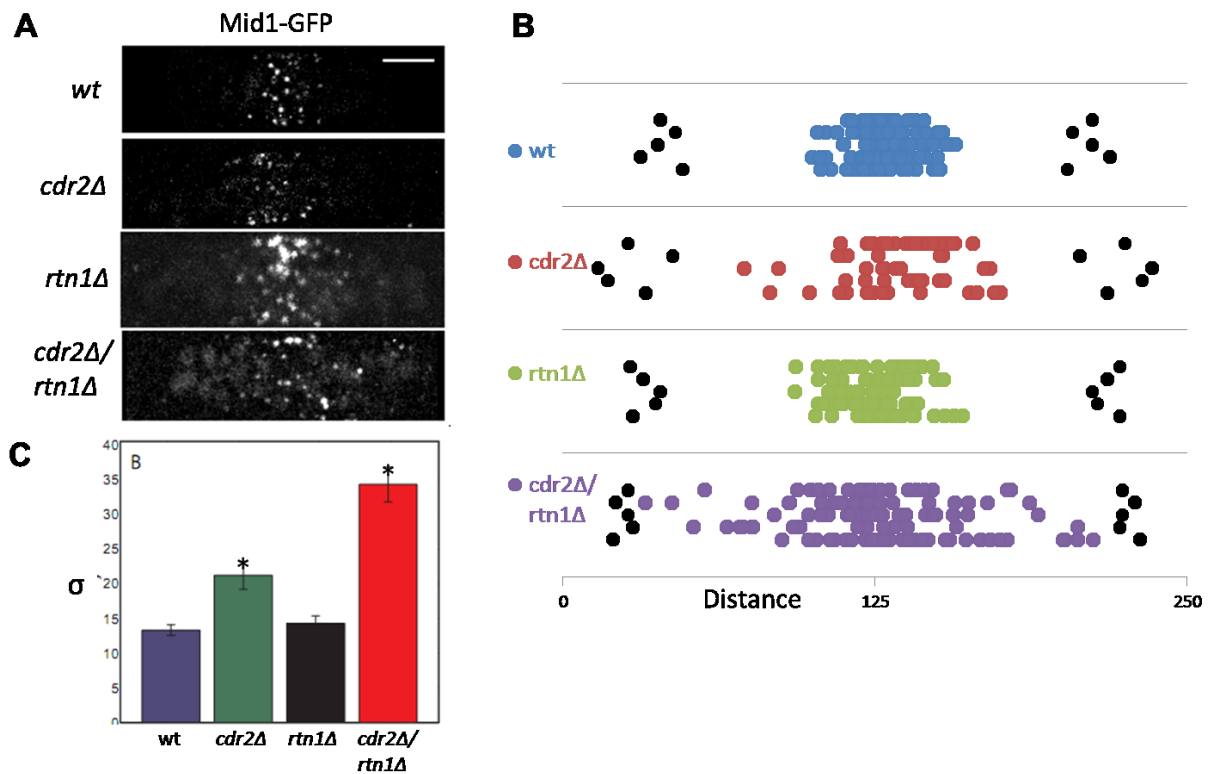 A
Mid1-GFP
wt
cdr2Δ
rtn1Δ
cdr2Δ/
rtn1Δ
B
wt
cdr2Δ
rtn1Δ
cdr2Δ/
rtn1Δ
0
Distance
125
250
C
B
σ
40
35
30
25
20
15
10
5
0
*
*
wt
cdr2Δ
rtn1Δ
cdr2Δ/
rtn1Δ